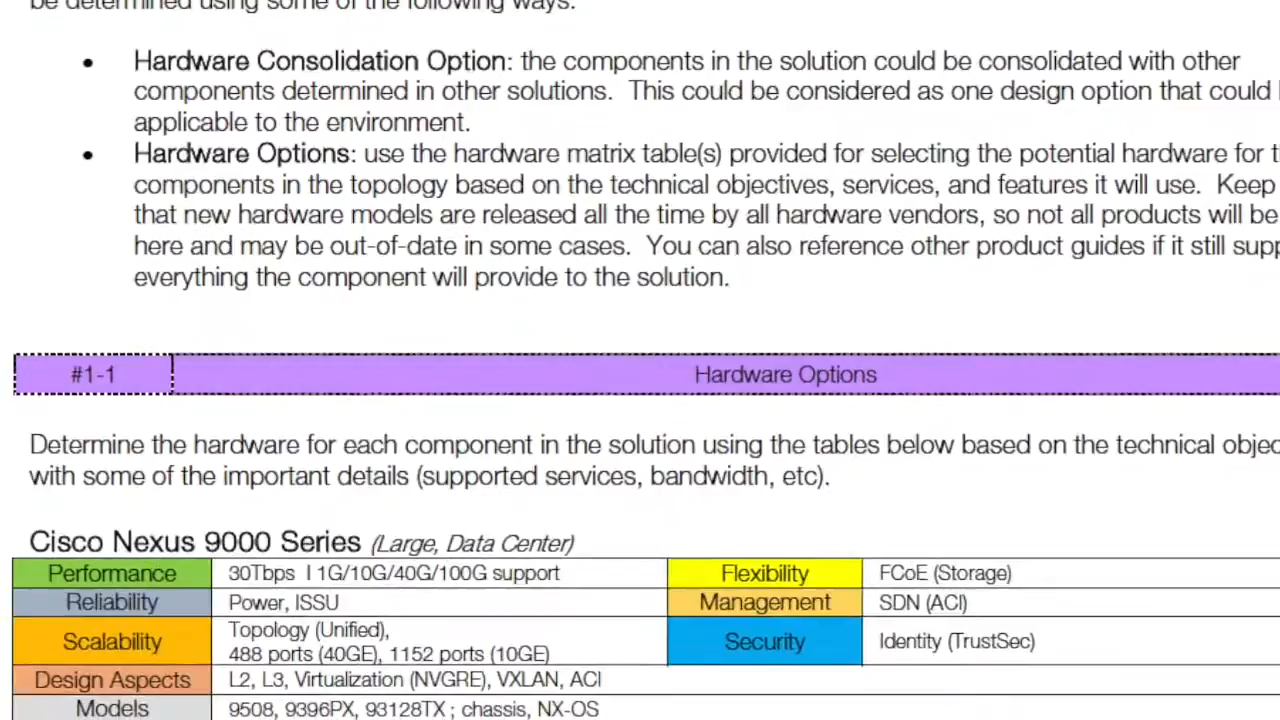 be determined using some of the following ways.
• Hardware Consolidation Option: the components in the solution could be consolidated with other
components determined in other solutions. This could be considered as one design option that could
applicable to the environment.
• Hardware Options: use the hardware matrix table(s) provided for selecting the potential hardware for
components in the topology based on the technical objectives, services, and features it will use. Keep
that new hardware models are released all the time by all hardware vendors, so not all products will be
here and may be out-of-date in some cases. You can also reference other product guides if it still
everything the component will provide to the solution.
#1-1 Hardware Options
Determine the hardware for each component in the solution using the tables below based on the technical
with some of the important details (supported services, bandwidth, etc).
Cisco Nexus 9000 Series (Large, Data Center)
Performance 30Tbps | 1G/10G/40G/100G support Flexibility FCoE (Storage)
Reliability Power, ISSU Management SDN (ACI)
Scalability Topology (Unified), Security Identity (TrustSec)
488 ports (40GE), 1152 ports (10GE)
Design Aspects L2, L3, Virtualization (NVGRE), VXLAN, ACI
Models 9508, 9396PX, 93128TX ; chassis, NX-OS